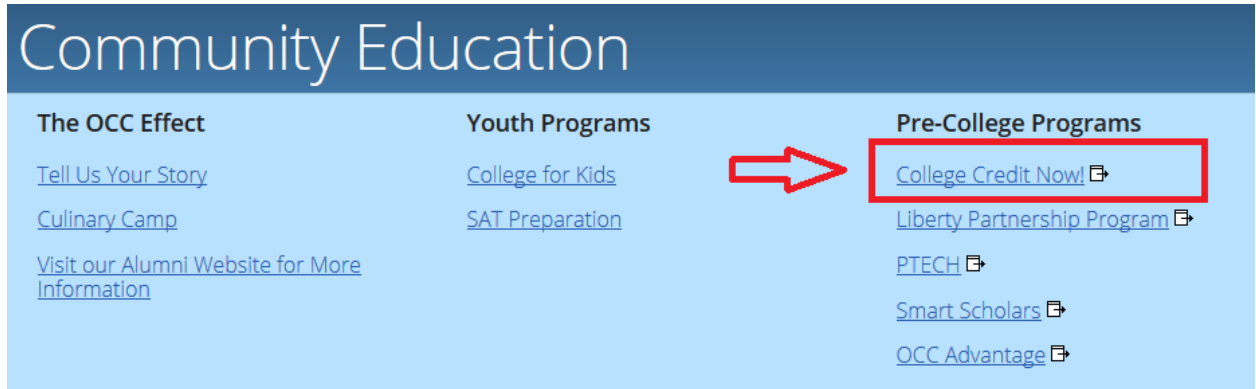 Community Education
The OCC Effect
Tell Us Your Story
Culinary Camp
Visit our Alumni Website for More
Information
Youth Programs
College for Kids
SAT Preparation
Pre-College Programs
College Credit Now!
Liberty Partnership Program
PTECH
Smart Scholars
OCC Advantage